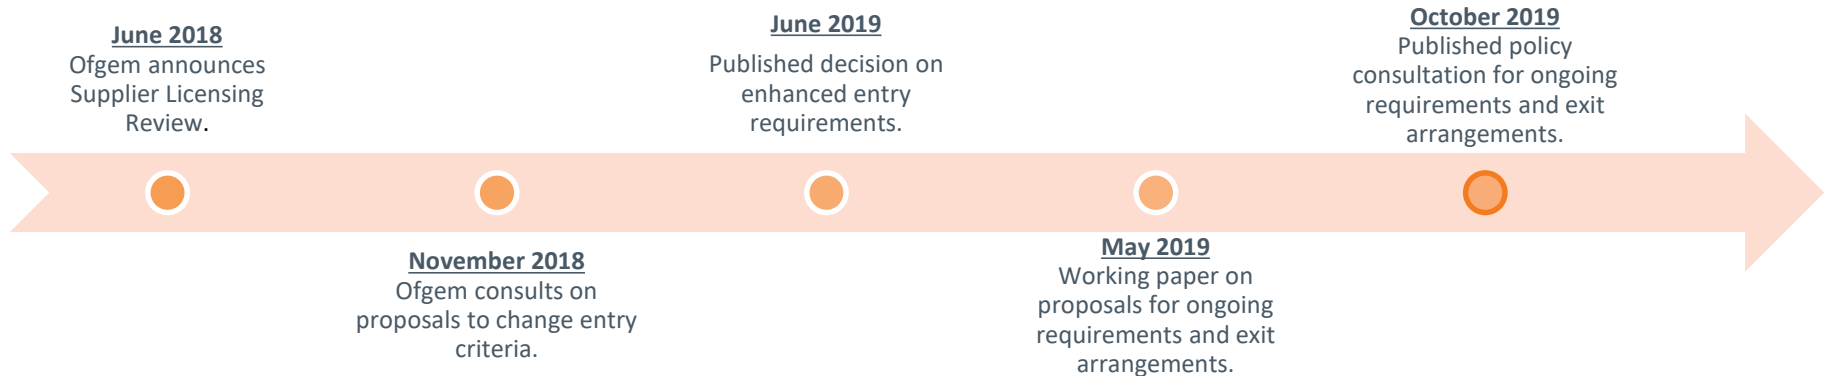 June 2018
Ofgem announces
Supplier Licensing
Review.
November 2018
Ofgem consults on
proposals to change entry
criteria.
June 2019
Published decision on
enhanced entry
requirements.
May 2019
Working paper on
proposals for ongoing
requirements and exit
arrangements.
October 2019
Published policy
consultation for ongoing
requirements and exit
arrangements.